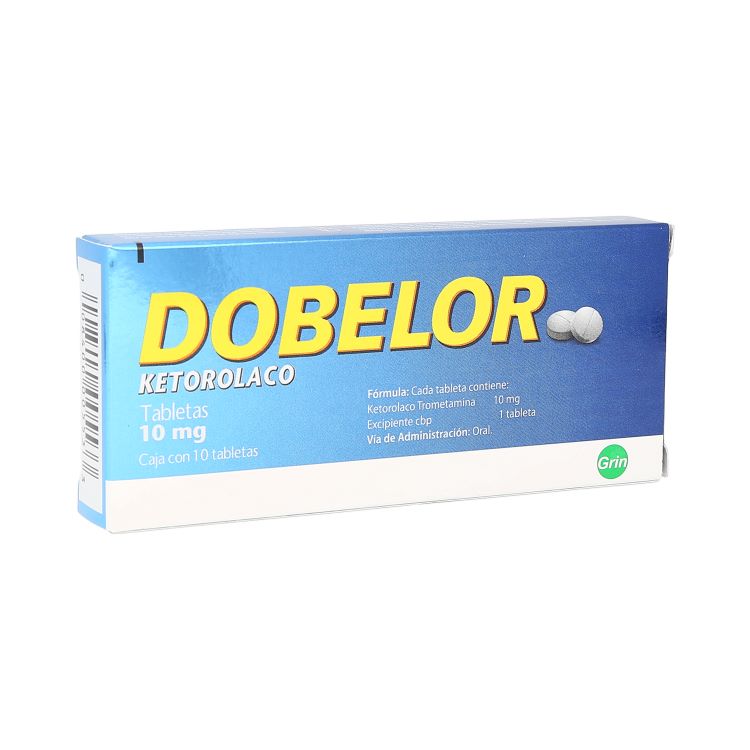 DOBELOR
KETOROLACO
Tabletas
10 mg
Caja con 10 tabletas
Fórmula: Cada tableta contiene:
Ketorolaco Trometamina 10 mg
Excipiente cbp 1 tableta
Vía de Administración: Oral.
Grin